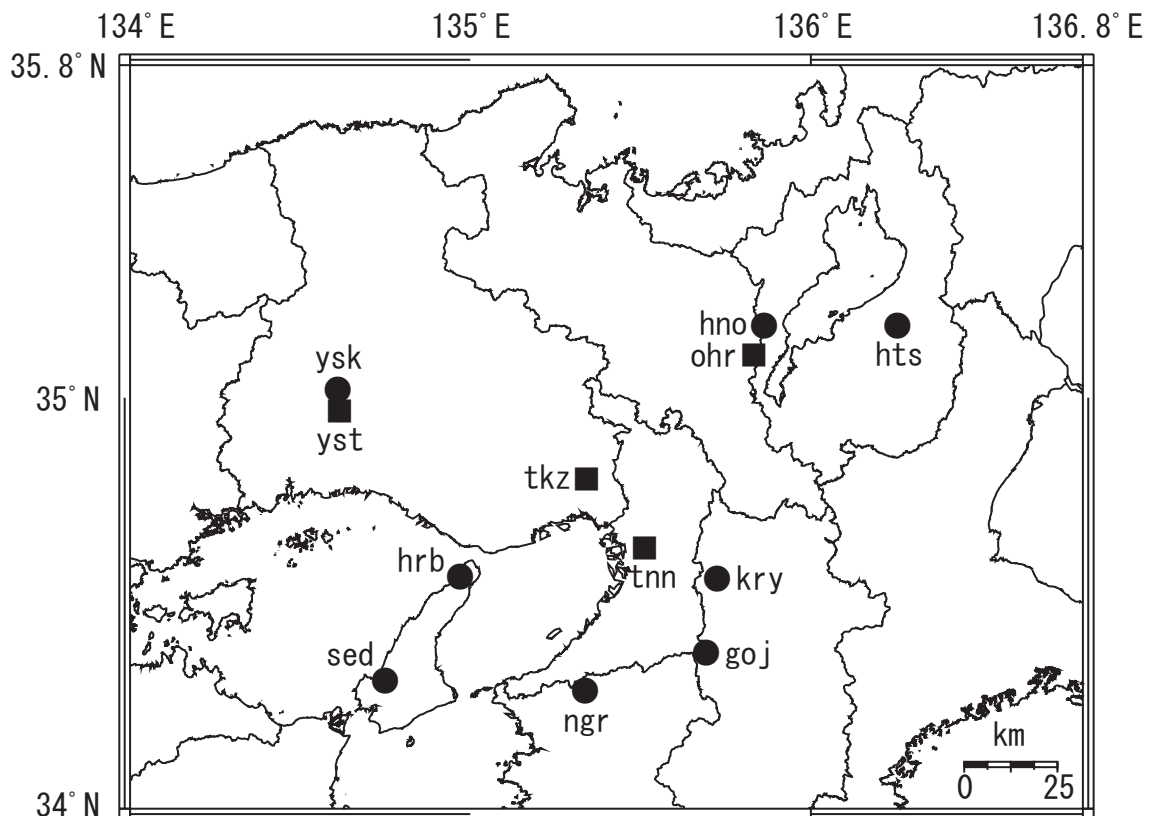 134°E 135°E 136°E 136.8°E
35.8°N
hno
ohr
hts
ysk
35°N
yst
tkz
hrb
tnn
kry
sed
goj
ngr
km
0 25
34°N